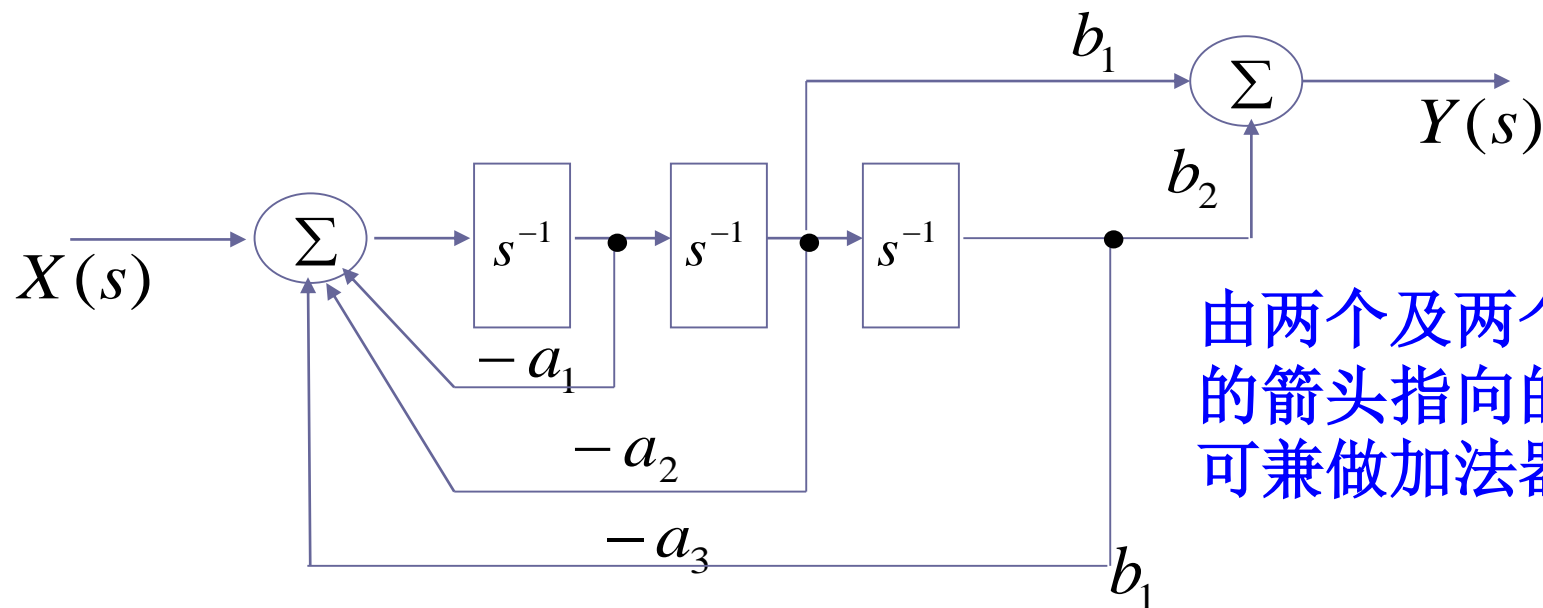 b₁
Σ
Y(s)
b₂
X(s)
Σ
s⁻¹
s⁻¹
s⁻¹
由两个及两
的箭头指向
可兼做加法
−a₁
−a₂
−a₃
b₁